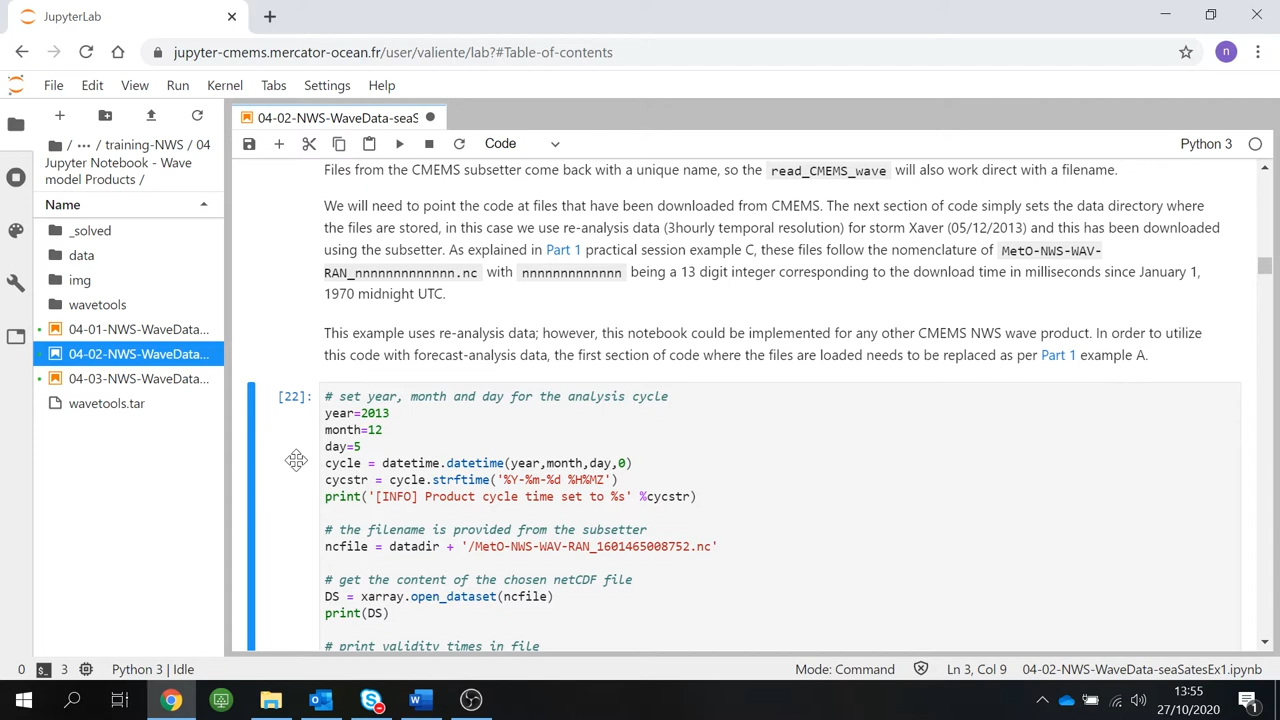 JupyterLab
jupyter-cmems.mercator-ocean.fr/user/valiente/lab?#Table-of-contents
n
File Edit View Run Kernel Tabs Settings Help
/ ··· / training-NWS / 04
Jupyter Notebook - Wave
model Products /
Name
_solved
data
img
wavetools
04-01-NWS-WaveData...
04-02-NWS-WaveData...
04-03-NWS-WaveData...
wavetools.tar
04-02-NWS-WaveData-seaS
Code
Python 3
Files from the CMEMS subsetter come back with a unique name, so the read_CMEMS_wave will also work direct with a filename.
We will need to point the code at files that have been downloaded from CMEMS. The next section of code simply sets the data directory where
the files are stored, in this case we use re-analysis data (3hourly temporal resolution) for storm Xaver (05/12/2013) and this has been downloaded
using the subsetter. As explained in Part 1 practical session example C, these files follow the nomenclature of MetO-NWS-WAV-
RAN_nnnnnnnnnnnnn.nc with nnnnnnnnnnnnn being a 13 digit integer corresponding to the download time in milliseconds since January 1,
1970 midnight UTC.
This example uses re-analysis data; however, this notebook could be implemented for any other CMEMS NWS wave product. In order to utilize
this code with forecast-analysis data, the first section of code where the files are loaded needs to be replaced as per Part 1 example A.
[22]:
# set year, month and day for the analysis cycle
year=2013
month=12
day=5
cycle = datetime.datetime(year,month,day,0)
cycstr = cycle.strftime('%Y-%m-%d %H%MZ')
print('[INFO] Product cycle time set to %s' %cycstr)
# the filename is provided from the subsetter
ncfile = datadir + '/MetO-NWS-WAV-RAN_1601465008752.nc'
# get the content of the chosen netCDF file
DS = xarray.open_dataset(ncfile)
print(DS)
# print validity times in file
0 3 Python 3 | Idle Mode: Command Ln 3, Col 9 04-02-NWS-WaveData-seaSatesEx1.ipynb
13:55
27/10/2020
1